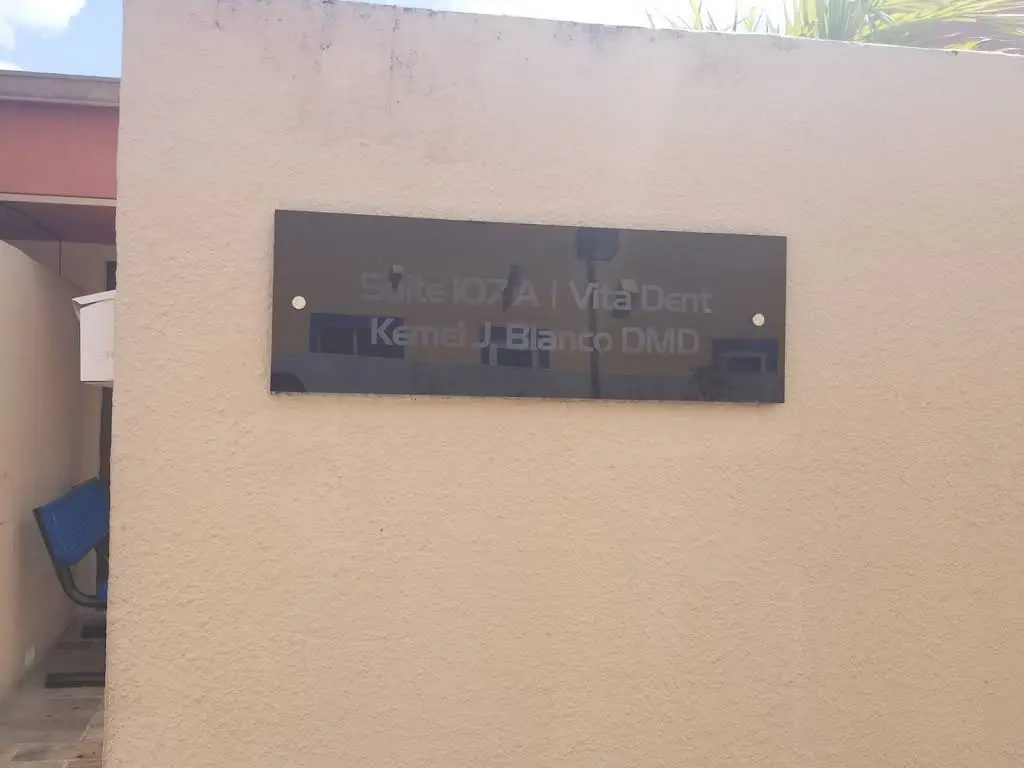 Suite 107 A | Vita Dent
Kemel J. Blanco DMD